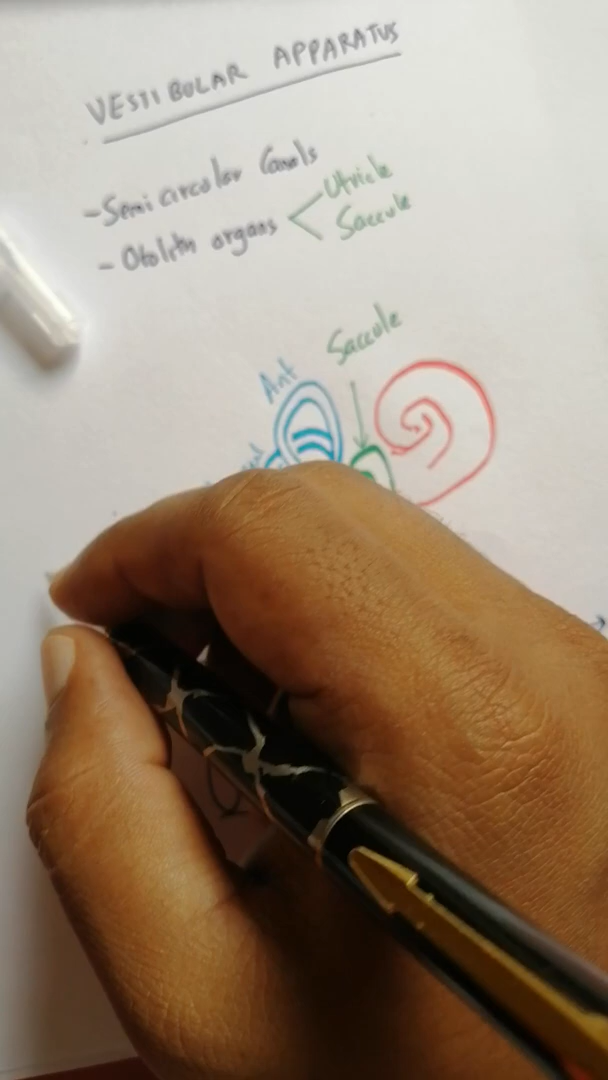 VESTIBULAR APPARATUS
- Semi circular Canals
- Otolith organs < Utricle
Saccule
Saccule
Ant